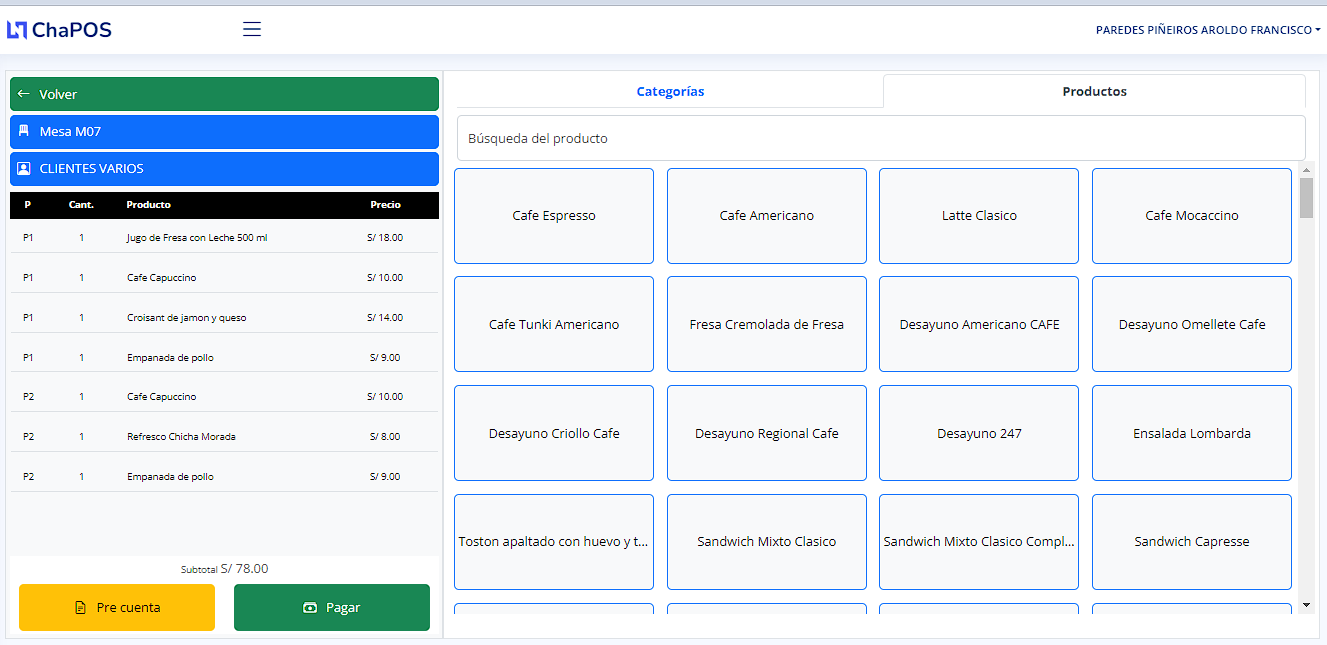 ChaPOS
PAREDES PIÑEIROS AROLDO FRANCISCO
Volver
Mesa M07
CLIENTES VARIOS
P Cant. Producto Precio
P1 1 Jugo de Fresa con Leche 500 ml S/ 18.00
P1 1 Cafe Capuccino S/ 10.00
P1 1 Croisant de jamon y queso S/ 14.00
P1 1 Empanada de pollo S/ 9.00
P2 1 Cafe Capuccino S/ 10.00
P2 1 Refresco Chicha Morada S/ 8.00
P2 1 Empanada de pollo S/ 9.00
Subtotal S/ 78.00
Pre cuenta Pagar
Categorías Productos
Búsqueda del producto
Cafe Espresso Cafe Americano Latte Clasico Cafe Mocaccino
Cafe Tunki Americano Fresa Cremolada de Fresa Desayuno Americano CAFE Desayuno Omellete Cafe
Desayuno Criollo Cafe Desayuno Regional Cafe Desayuno 247 Ensalada Lombarda
Toston apaltado con huevo y t... Sandwich Mixto Clasico Sandwich Mixto Clasico Compl... Sandwich Capresse